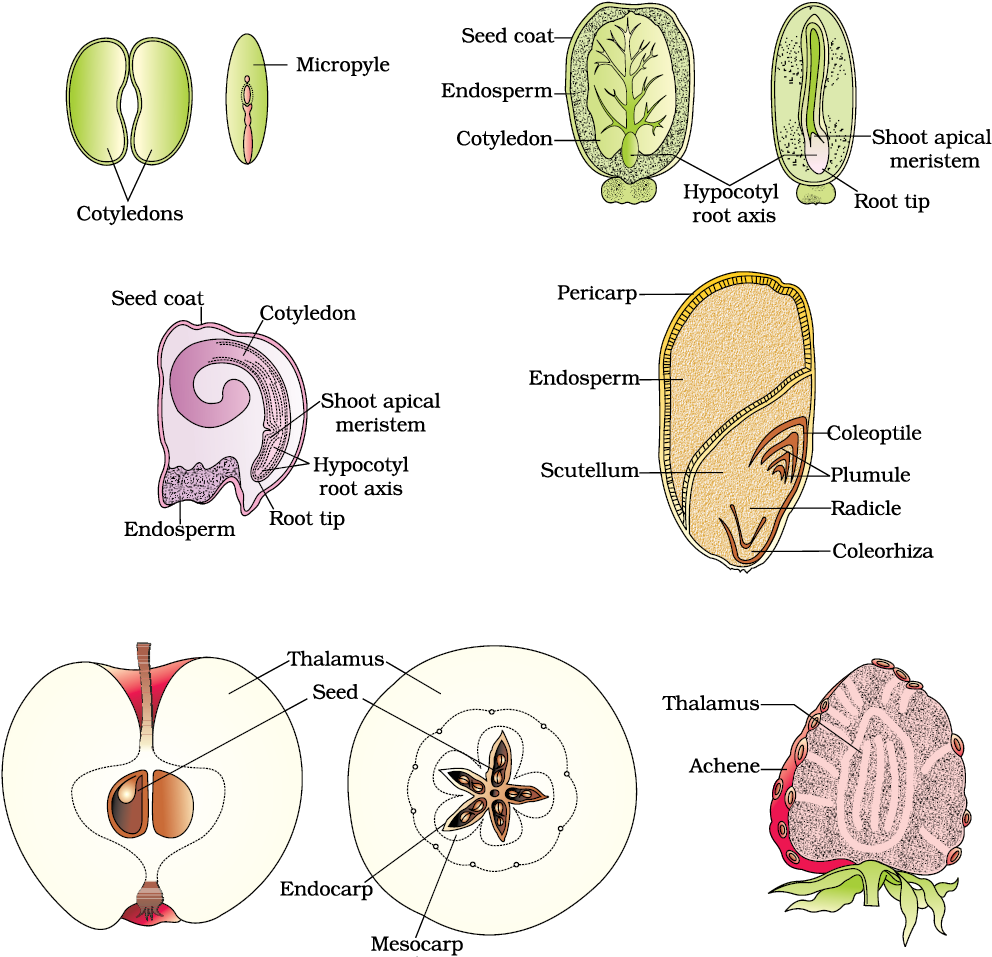 Micropyle
Cotyledons
Seed coat
Endosperm
Cotyledon
Hypocotyl
root axis
Shoot apical
meristem
Root tip
Seed coat
Cotyledon
Shoot apical
meristem
Hypocotyl
root axis
Root tip
Endosperm
Pericarp
Endosperm
Scutellum
Coleoptile
Plumule
Radicle
Coleorhiza
Thalamus
Seed
Endocarp
Mesocarp
Thalamus
Achene